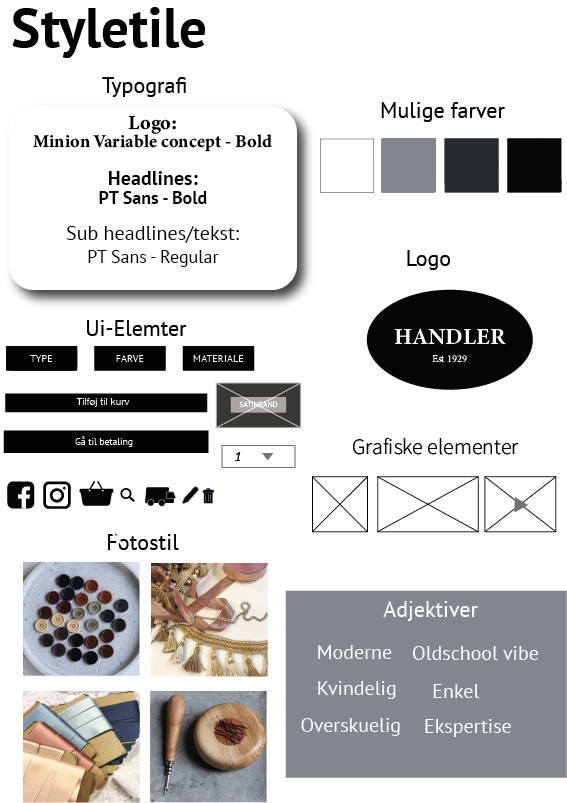 Styletile
Typografi
Logo:
Minion Variable concept - Bold
Headlines:
PT Sans - Bold
Sub headlines/tekst:
PT Sans - Regular
Mulige farver
Logo
HANDLER
Est 1929
Ui-Elemter
TYPE
FARVE
MATERIALE
Tilføj til kurv
SATINBÅND
Gå til betaling
1
Grafiske elementer
Fotostil
Adjektiver
Moderne
Oldschool vibe
Kvindelig
Enkel
Overskuelig
Ekspertise